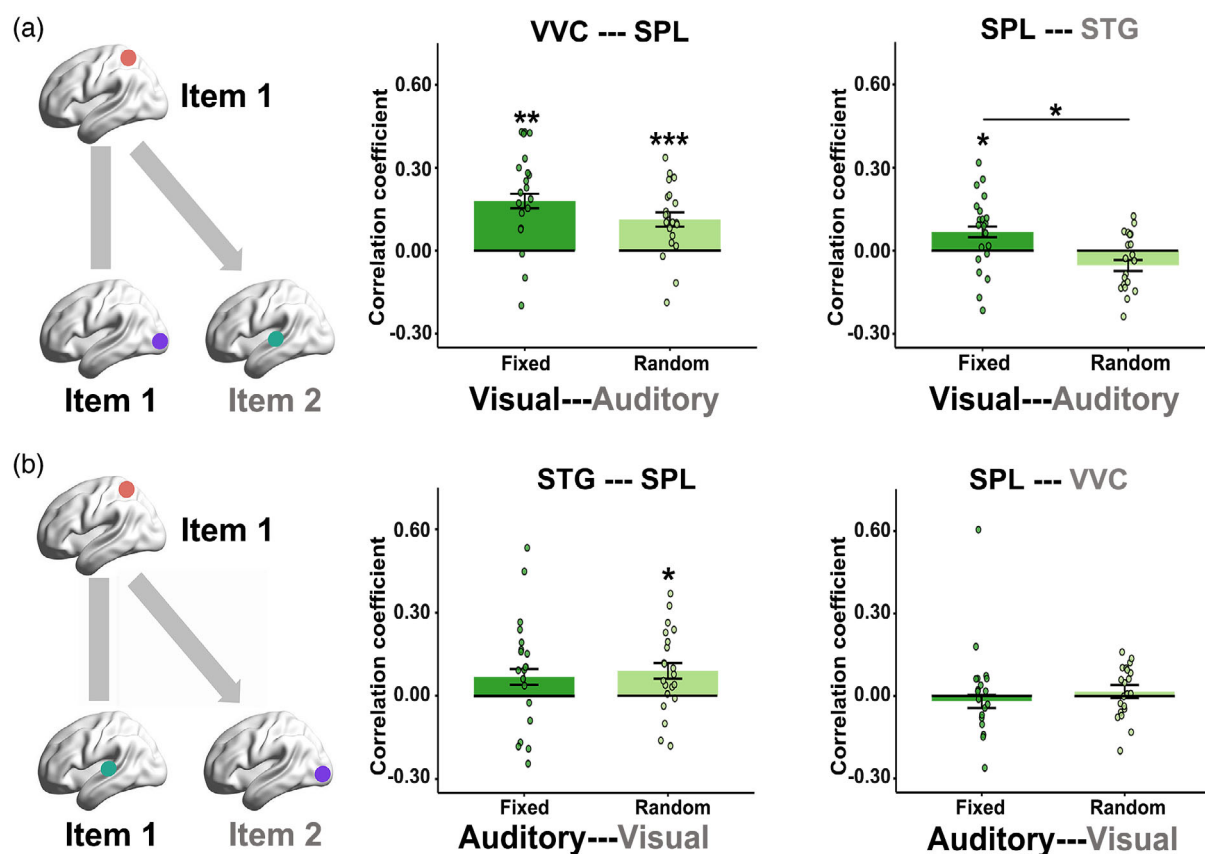 (a)
Item 1
Item 1
Item 2
VVC --- SPL
Correlation coefficient
0.60
0.30
0.00
-0.30
**
***
Fixed
Random
Visual---Auditory
SPL --- STG
Correlation coefficient
0.60
0.30
0.00
-0.30
*
*
Fixed
Random
Visual---Auditory
(b)
Item 1
Item 1
Item 2
STG --- SPL
Correlation coefficient
0.60
0.30
0.00
-0.30
*
Fixed
Random
Auditory---Visual
SPL --- VVC
Correlation coefficient
0.60
0.30
0.00
-0.30
Fixed
Random
Auditory---Visual